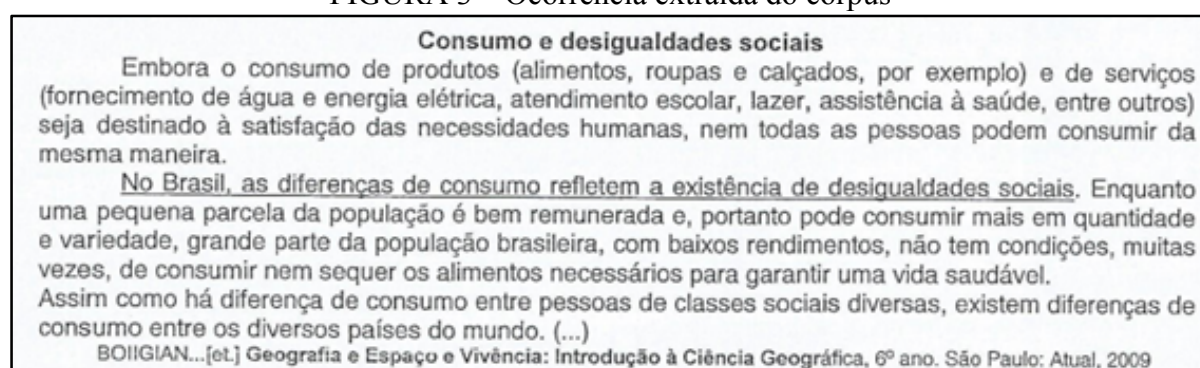 FIGURA 3 – Ocorrência extraída do corpus
Consumo e desigualdades sociais
Embora o consumo de produtos (alimentos, roupas e calçados, por exemplo) e de serviços
(fornecimento de água e energia elétrica, atendimento escolar, lazer, assistência à saúde, entre outros)
seja destinado à satisfação das necessidades humanas, nem todas as pessoas podem consumir da
mesma maneira.
No Brasil, as diferenças de consumo refletem a existência de desigualdades sociais. Enquanto
uma pequena parcela da população é bem remunerada e, portanto pode consumir mais em quantidade
e variedade, grande parte da população brasileira, com baixos rendimentos, não tem condições, muitas
vezes, de consumir nem sequer os alimentos necessários para garantir uma vida saudável.
Assim como há diferença de consumo entre pessoas de classes sociais diversas, existem diferenças de
consumo entre os diversos países do mundo. (...)
BOIIGIAN...[et.] Geografia e Espaço e Vivência: Introdução à Ciência Geográfica, 6º ano. São Paulo: Atual, 2009